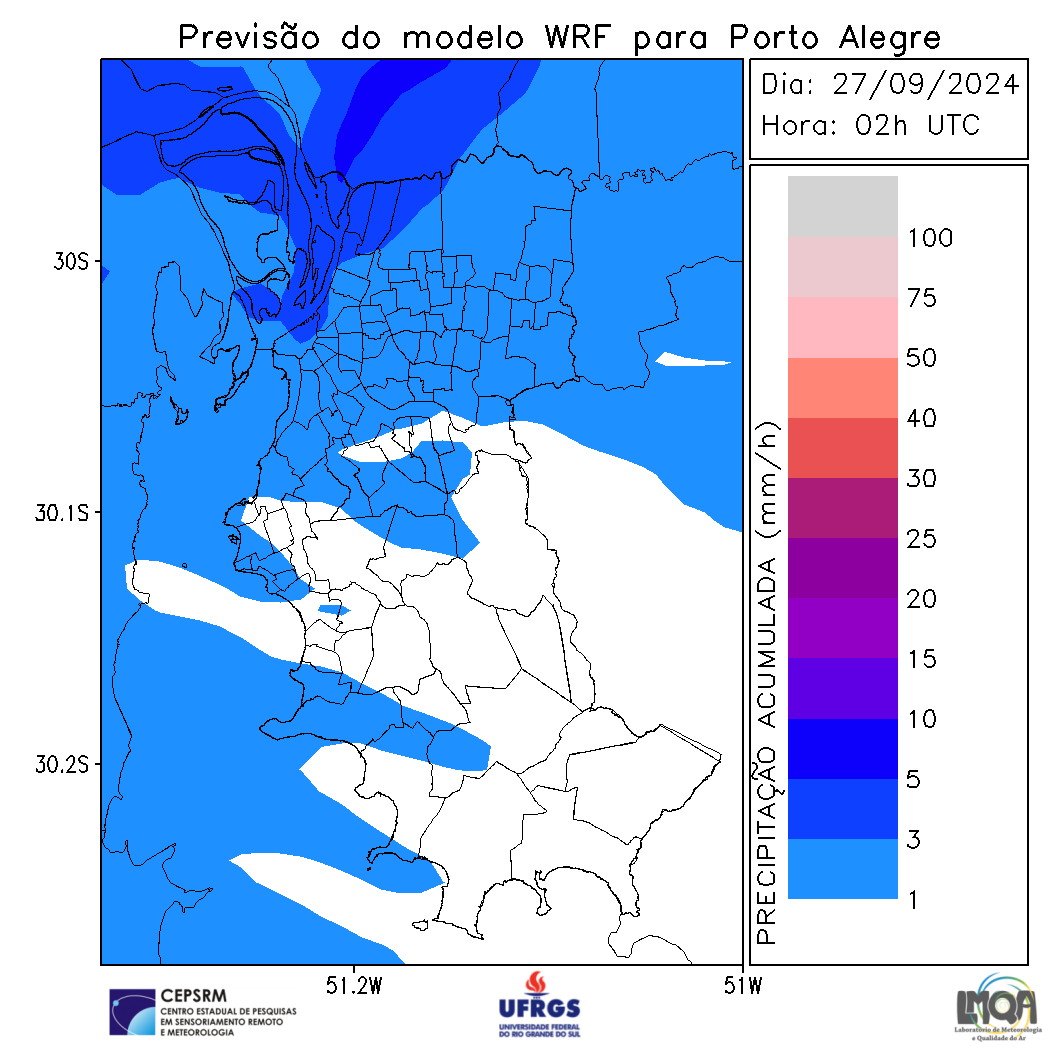 Previsão do modelo WRF para Porto Alegre
Dia: 27/09/2024
Hora: 02h UTC
100
75
50
40
30
25
20
15
10
5
3
1
PRECIPITAÇÃO ACUMULADA (mm/h)
30S
30.1S
30.2S
51.2W
51W
CEPSRM
CENTRO ESTADUAL DE PESQUISAS
EM SENSORIAMENTO REMOTO
E METEOROLOGIA
UFRGS
UNIVERSIDADE FEDERAL
DO RIO GRANDE DO SUL
LMQA
Laboratório de Meteorologia
e Qualidade do Ar